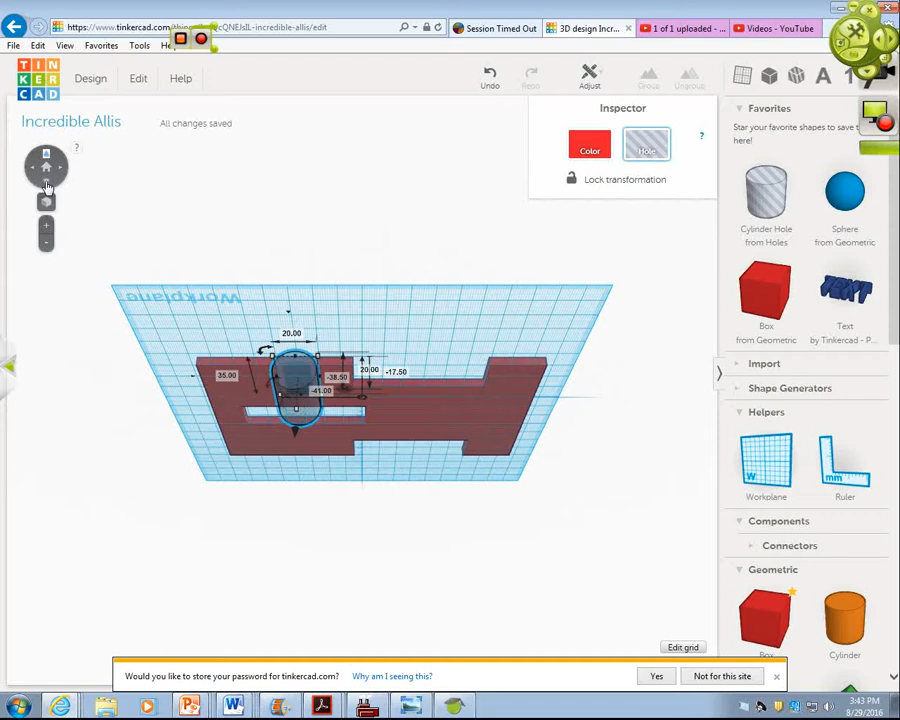 https://www.tinkercad.com/
cQNEJsIL-incredible-allis/edit
Session Timed Out
3D design Incre...
1 of 1 uploaded - ...
Videos - YouTube
File Edit View Favorites Tools
TIN
KER
CAD
Design Edit Help
Undo
Redo
Adjust
Group
Ungroup
A
1
Incredible Allis
All changes saved
?
Inspector
Color
Hole
?
Lock transformation
+
-
Workplane
20.00
35.00
-38.50
20.00
-17.50
-41.00
Favorites
Star your favorite shapes to save
Cylinder Hole
from Holes
Sphere
from Geometric
TEXT
Box
from Geometric
Text
by Tinkercad - P...
Import
Shape Generators
Helpers
W
Workplane
Ruler
Components
Connectors
Geometric
Box
Cylinder
Edit grid
Would you like to store your password for tinkercad.com?
Why am I seeing this?
Yes
Not for this site
×
3:43 PM
8/29/2016